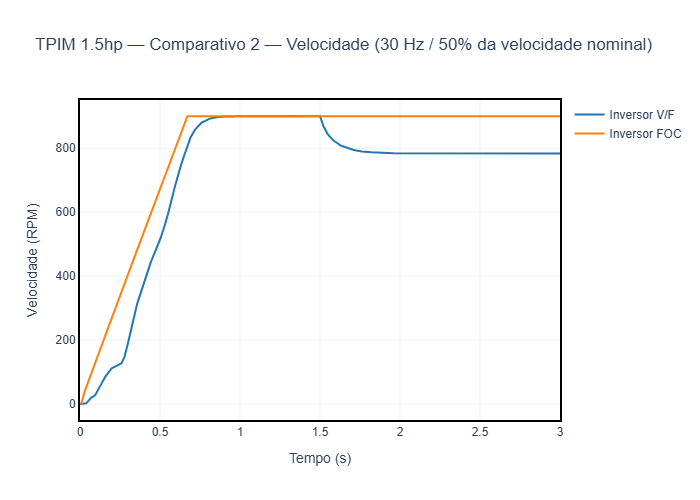 TPIM 1.5hp — Comparativo 2 — Velocidade (30 Hz / 50% da velocidade nominal)
Inversor V/F
Inversor FOC
800
600
400
200
0
Velocidade (RPM)
0
0.5
1
1.5
2
2.5
3
Tempo (s)